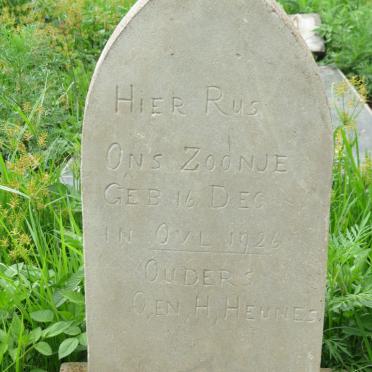 HIER RUS
ONS ZOONJE
GEB 16 DEC
IN OVL 1926
OUDERS
O, EN, H, HEUNES